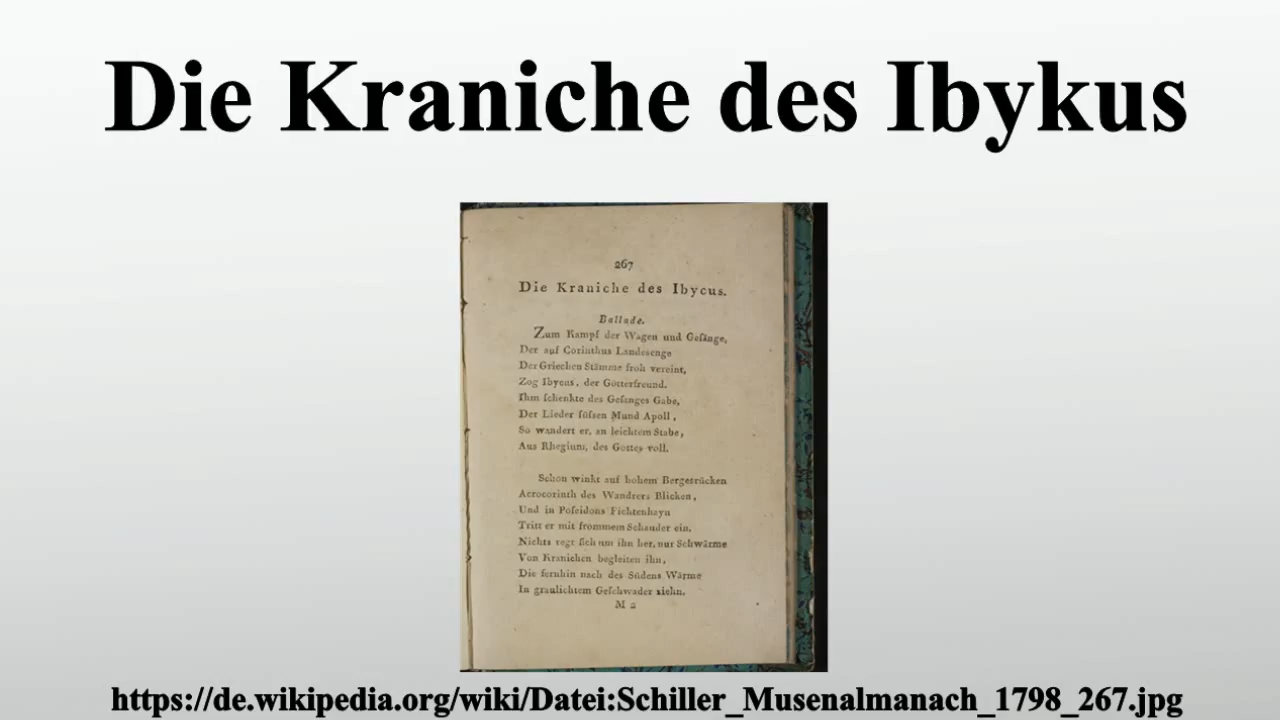 Die Kraniche des Ibykus
267
Die Kraniche des Ibycus.
Ballade.
Zum Kampf der Wagen und Geſänge,
Der auf Corinthus Landesenge
Der Griechen Stämme froh vereint,
Zog Ibycus, der Götterfreund.
Ihm ſchenkte des Geſanges Gabe,
Der Lieder ſüſsen Mund Apoll,
So wandert er, an leichtem Stabe,
Aus Rhegium, des Gottes voll.
Schon winkt auf hohem Bergesrücken
Acrocorinth des Wandrers Blicken,
Und in Poſeidons Fichtenhayn
Tritt er mit frommem Schauder ein.
Nichts regt ſich um ihn her, nur Schwärme
Von Kranichen begleiten ihn,
Die fernhin nach des Südens Wärme
In graulichtem Geſchwader ziehn.
M 2
https://de.wikipedia.org/wiki/Datei:Schiller_Musenalmanach_1798_267.jpg